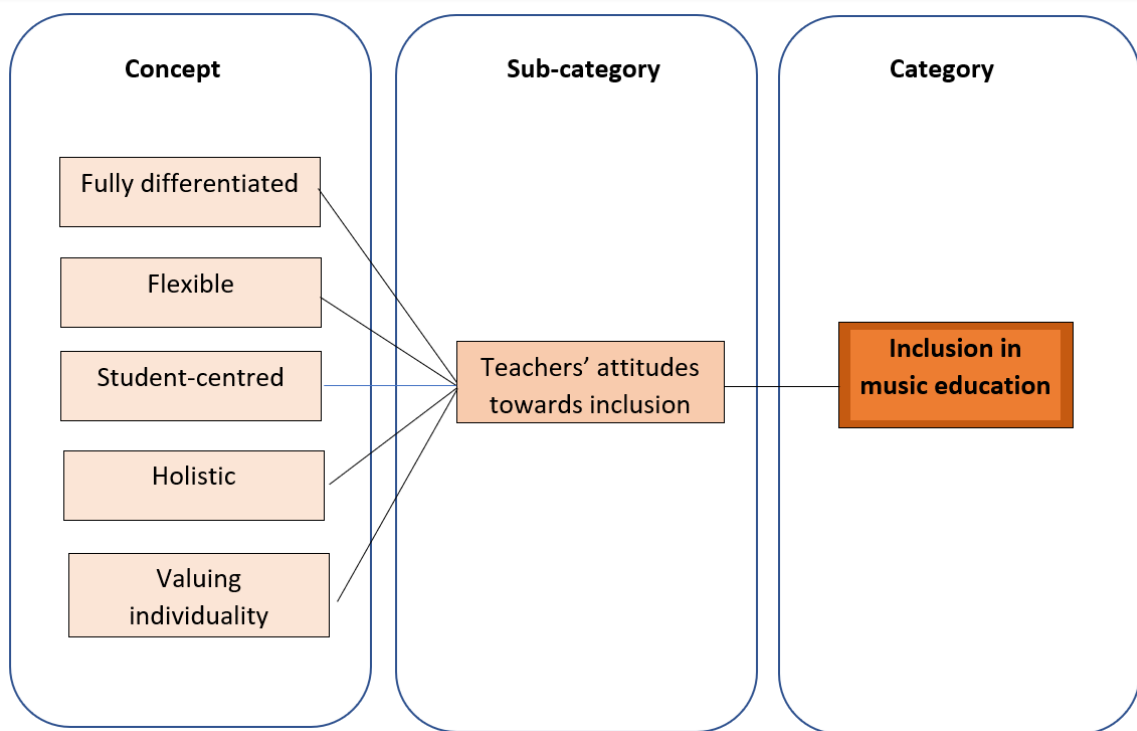 Concept
Sub-category
Category
Fully differentiated
Flexible
Student-centred
Holistic
Valuing
individuality
Teachers’ attitudes
towards inclusion
Inclusion in
music education